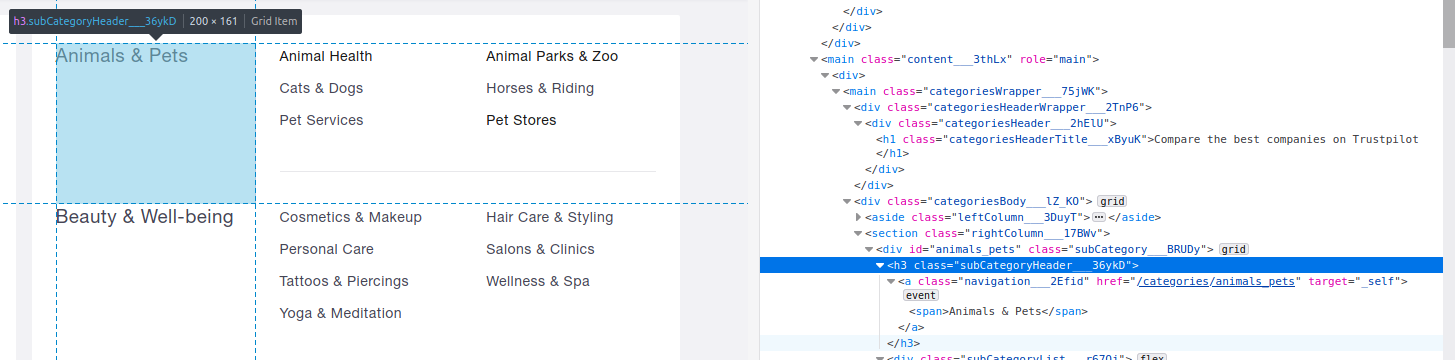 h3.subCategoryHeader___36ykD 200 × 161 Grid Item
Animals & Pets
Animal Health
Animal Parks & Zoo
Cats & Dogs
Horses & Riding
Pet Services
Pet Stores
Beauty & Well-being
Cosmetics & Makeup
Hair Care & Styling
Personal Care
Salons & Clinics
Tattoos & Piercings
Wellness & Spa
Yoga & Meditation
</div>
</div>
</div>
<main class="content___3thLx" role="main">
<div>
<main class="categoriesWrapper___75jWK">
<div class="categoriesHeaderWrapper___2TnP6">
<div class="categoriesHeader___2hElU">
<h1 class="categoriesHeaderTitle___xByuK">Compare the best companies on Trustpilot
</h1>
</div>
</div>
<div class="categoriesBody___lZ_KO"> grid
<aside class="leftColumn___3DuyT"> ··· </aside>
<section class="rightColumn___17BWv">
<div id="animals_pets" class="subCategory___BRUDy"> grid
<h3 class="subCategoryHeader___36ykD">
<a class="navigation___2Efid" href="/categories/animals_pets" target="_self">
event
<span>Animals & Pets</span>
</a>
</h3>
<div class="subCategoryList___r67Qi"> flex